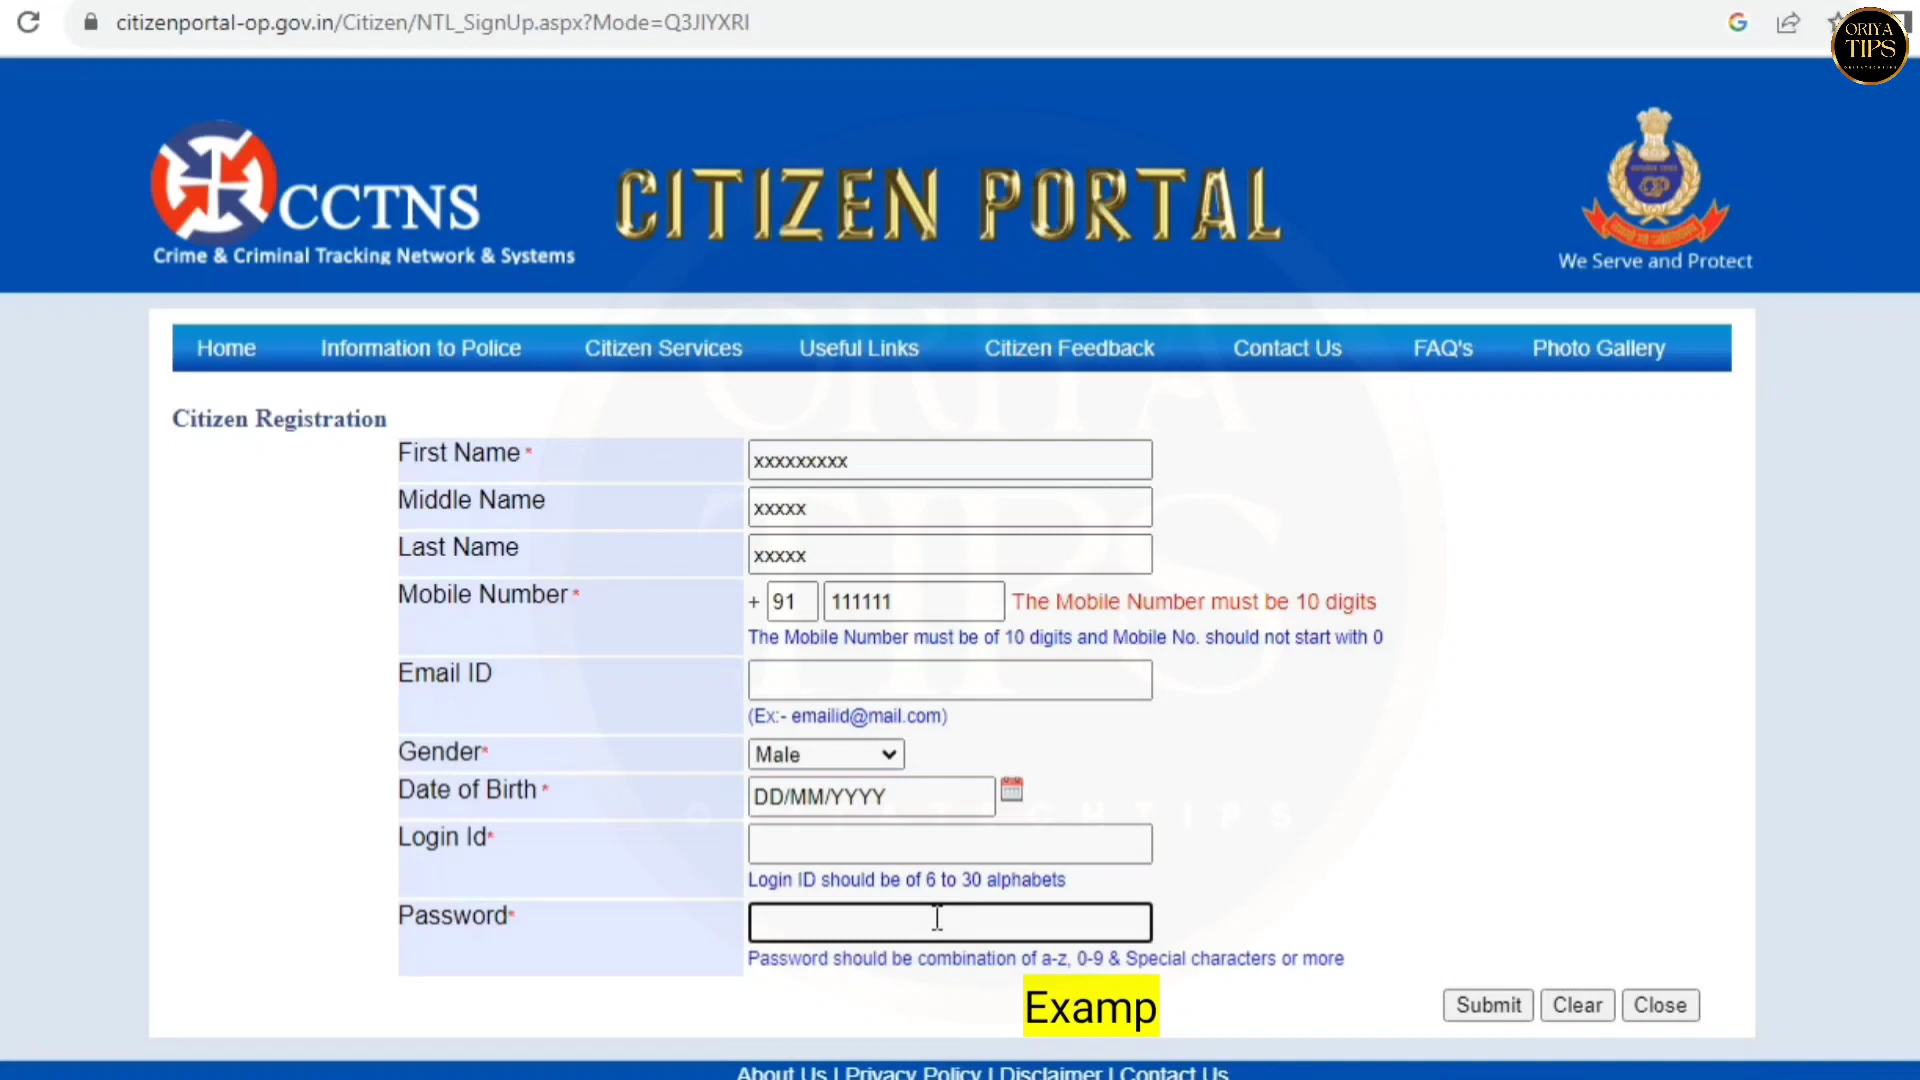 citizenportal-op.gov.in/Citizen/NTL_SignUp.aspx?Mode=Q3JIYXRl
ORIYA
TIPS
CCTNS
Crime & Criminal Tracking Network & Systems
CITIZEN PORTAL
We Serve and Protect
Home Information to Police Citizen Services Useful Links Citizen Feedback Contact Us FAQ's Photo Gallery
Citizen Registration
First Name * xxxxxxxxx
Middle Name xxxxx
Last Name xxxxx
Mobile Number * + 91 111111 The Mobile Number must be 10 digits
The Mobile Number must be of 10 digits and Mobile No. should not start with 0
Email ID
(Ex:- emailid@mail.com)
Gender* Male
Date of Birth * DD/MM/YYYY
Login Id*
Login ID should be of 6 to 30 alphabets
Password*
Password should be combination of a-z, 0-9 & Special characters or more
Examp
Submit Clear Close
About Us | Privacy Policy | Disclaimer | Contact Us
ORIYA
TIPS